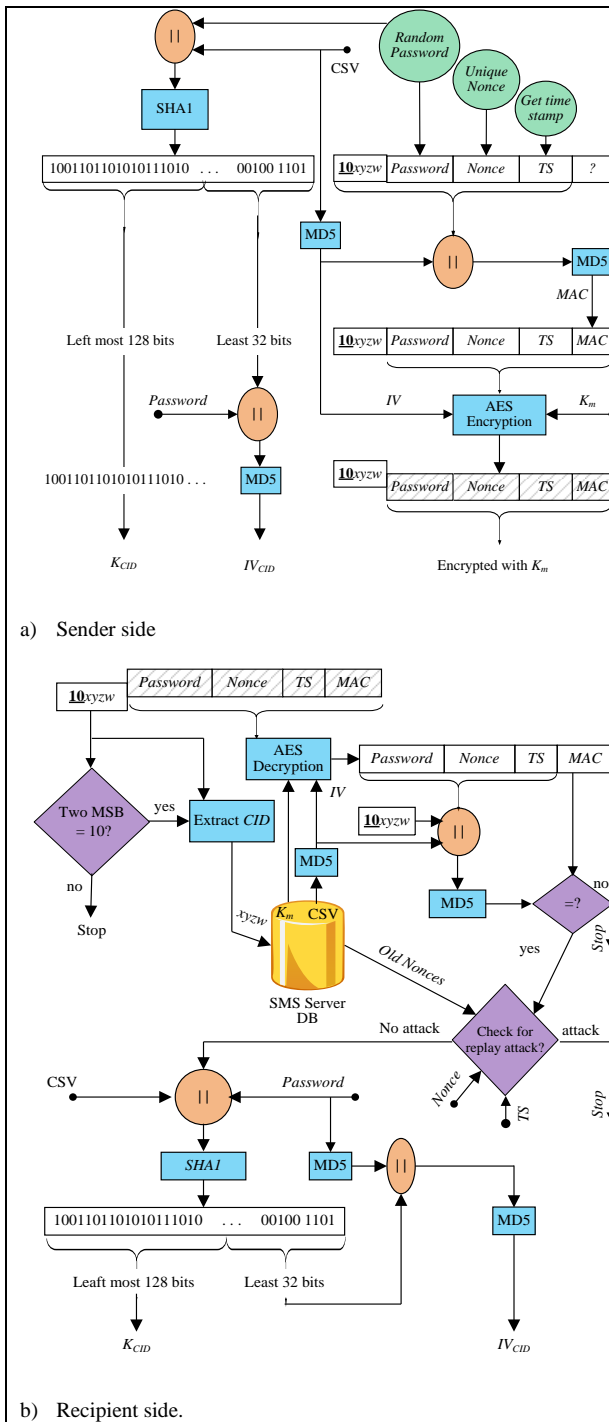 Random
Password
CSV
Unique
Nonce
Get time
stamp
||
SHA1
1001101101010111010 . . . 00100 1101
10xyzw Password Nonce TS ?
MD5
||
MD5
MAC
Left most 128 bits
Least 32 bits
10xyzw Password Nonce TS MAC
Password
||
IV
AES
Encryption
Km
1001101101010111010 . . .
MD5
10xyzw Password Nonce TS MAC
KCID
IVCID
Encrypted with Km
a) Sender side
10xyzw
Password Nonce TS MAC
AES
Decryption
Password Nonce TS MAC
IV
Two MSB
= 10?
yes
Extract CID
10xyzw
||
MD5
MD5
=?
no
no
Stop
xyzw
Km CSV
SMS Server
DB
Old Nonces
yes
Stop
No attack
Check for
replay attack?
attack
CSV
||
Password
Nonce
TS
Stop
SHA1
MD5
||
1001101101010111010 . . . 00100 1101
MD5
Leaft most 128 bits
Least 32 bits
KCID
IVCID
b) Recipient side.